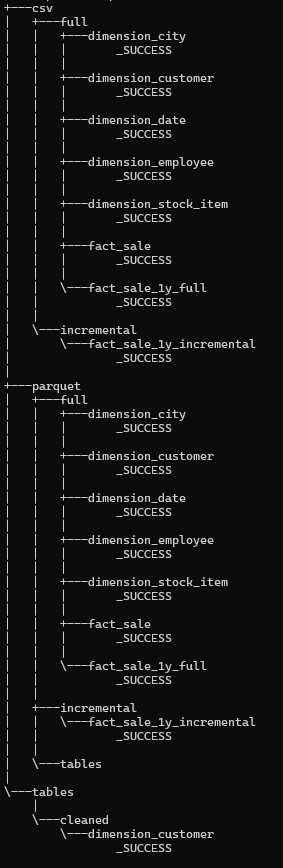 +---csv
|   +---full
|   |   +---dimension_city
|   |   |       _SUCCESS
|   |   |
|   |   +---dimension_customer
|   |   |       _SUCCESS
|   |   |
|   |   +---dimension_date
|   |   |       _SUCCESS
|   |   |
|   |   +---dimension_employee
|   |   |       _SUCCESS
|   |   |
|   |   +---dimension_stock_item
|   |   |       _SUCCESS
|   |   |
|   |   +---fact_sale
|   |   |       _SUCCESS
|   |   |
|   |   \---fact_sale_1y_full
|   |           _SUCCESS
|   |
|   \---incremental
|       \---fact_sale_1y_incremental
|               _SUCCESS
|
+---parquet
|   +---full
|   |   +---dimension_city
|   |   |       _SUCCESS
|   |   |
|   |   +---dimension_customer
|   |   |       _SUCCESS
|   |   |
|   |   +---dimension_date
|   |   |       _SUCCESS
|   |   |
|   |   +---dimension_employee
|   |   |       _SUCCESS
|   |   |
|   |   +---dimension_stock_item
|   |   |       _SUCCESS
|   |   |
|   |   +---fact_sale
|   |   |       _SUCCESS
|   |   |
|   |   \---fact_sale_1y_full
|   |           _SUCCESS
|   |
|   +---incremental
|   |   \---fact_sale_1y_incremental
|   |           _SUCCESS
|   |
|   \---tables
|
\---tables
    |
    \---cleaned
        \---dimension_customer
                _SUCCESS